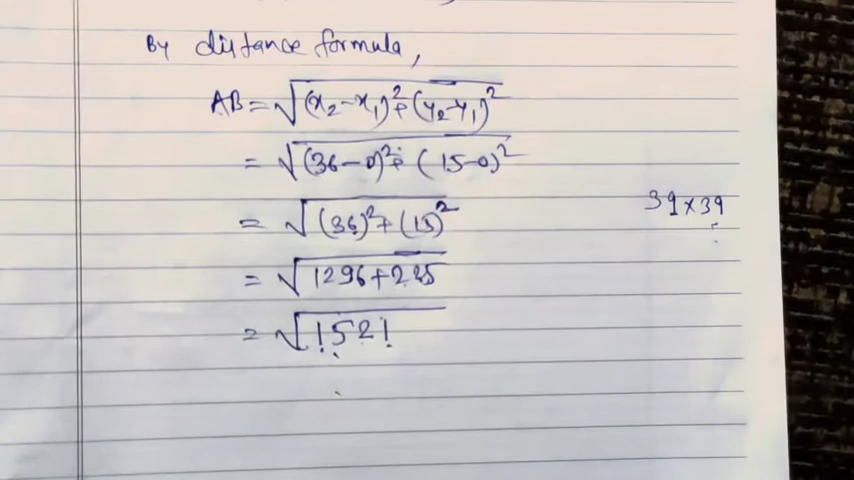 By distance formula,
AB = √(x₂-x₁)²+(y₂-y₁)²
= √(36-0)²+(15-0)²
= √(36)²+(15)²
39×39
= √1296+225
= √1521